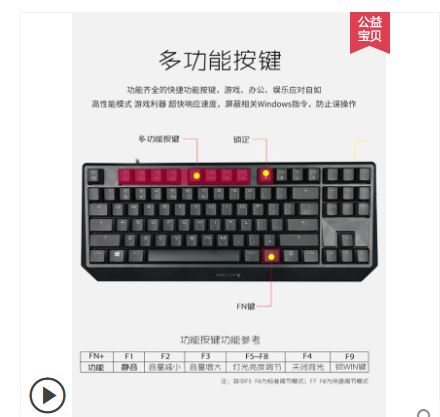 公益
宝贝
多功能按键
功能齐全的快捷功能按键，游戏、办公、娱乐应对自如
高性能模式 游戏利器 超快响应速度，屏蔽相关Windows指令，防止误操作
多功能按键
锁定
FN键
功能按键功能参考
FN+ F1 F2 F3 F5-F8 F4 F9
功能 静音 音量减小 音量增大 灯光亮度调节 关闭背光 锁WIN键